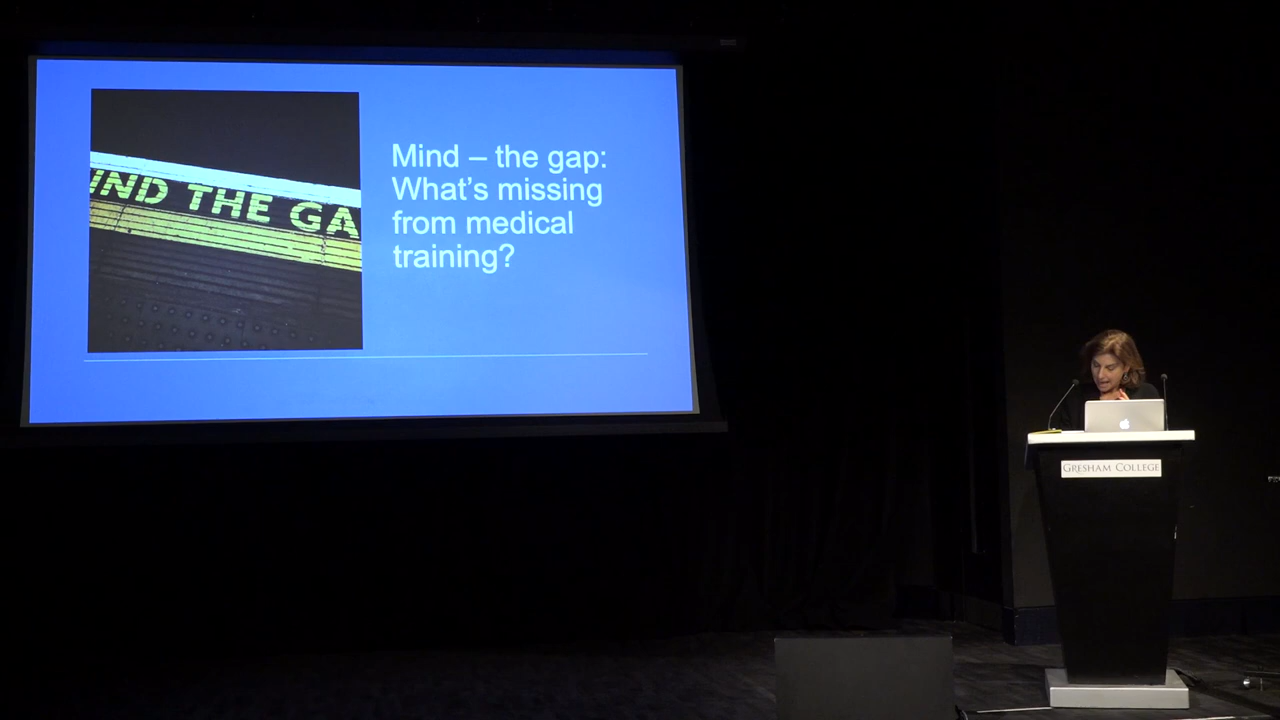 IND THE GA
Mind – the gap:
What's missing
from medical
training?
GRESHAM COLLEGE